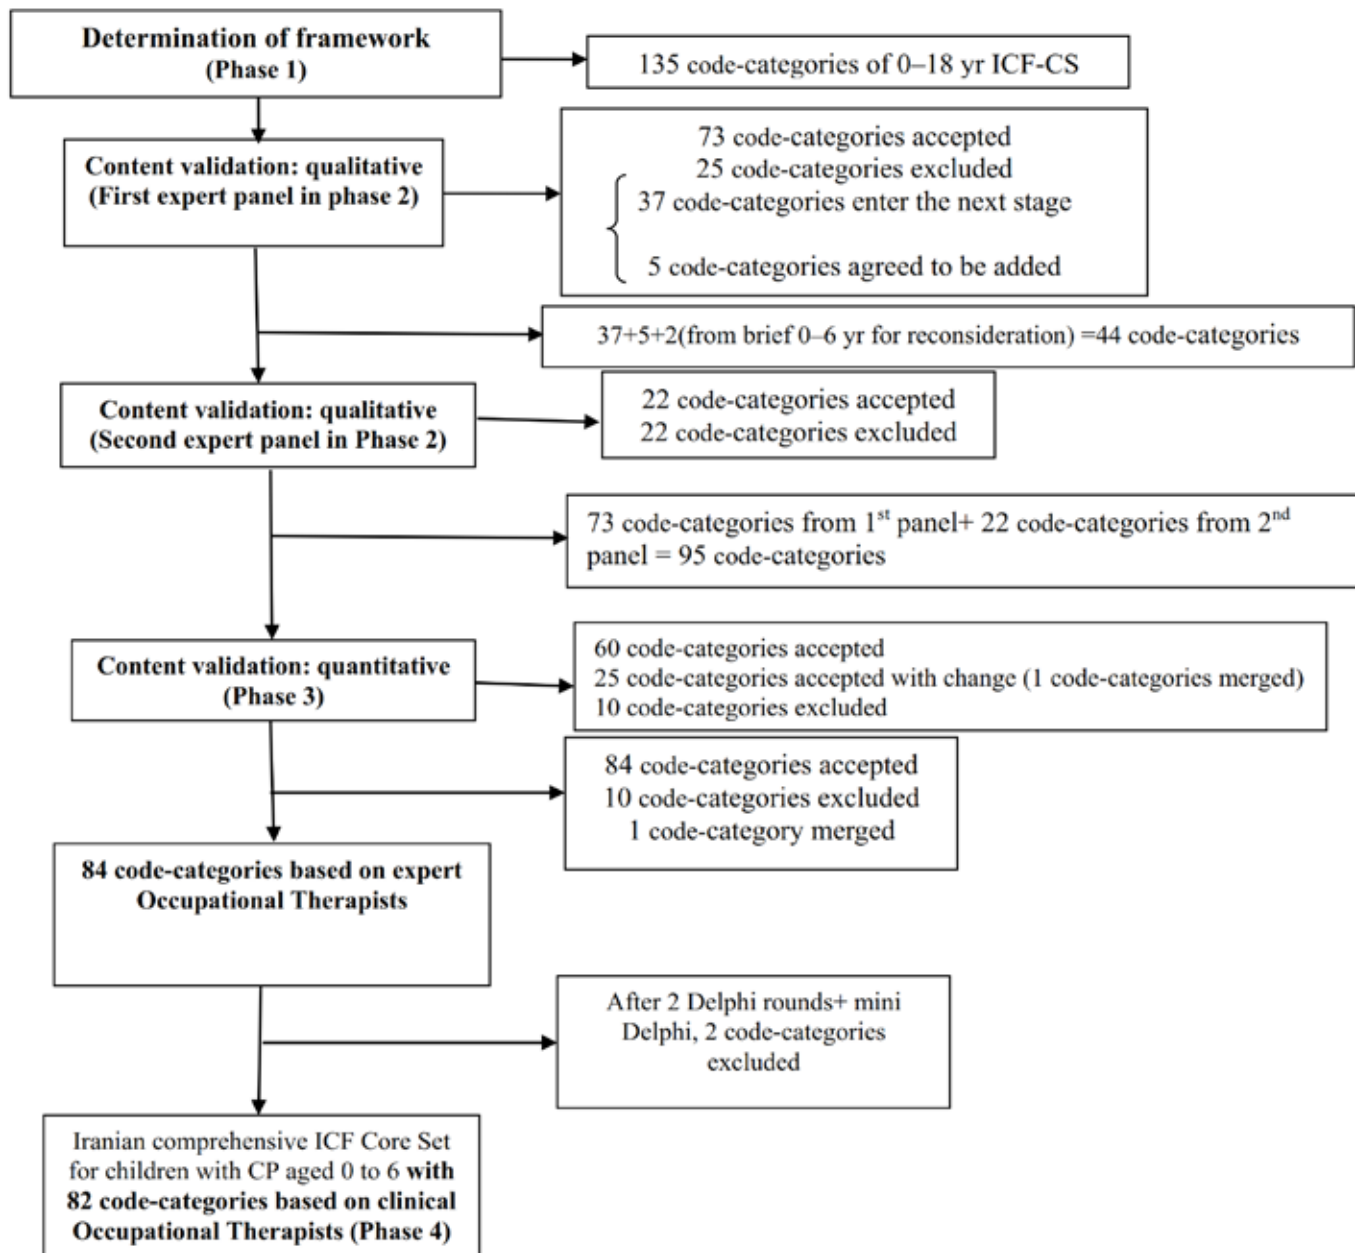 Determination of framework
(Phase 1)
135 code-categories of 0–18 yr ICF-CS
Content validation: qualitative
(First expert panel in phase 2)
73 code-categories accepted
25 code-categories excluded
37 code-categories enter the next stage
5 code-categories agreed to be added
37+5+2(from brief 0–6 yr for reconsideration) =44 code-categories
Content validation: qualitative
(Second expert panel in Phase 2)
22 code-categories accepted
22 code-categories excluded
73 code-categories from 1st panel+ 22 code-categories from 2nd
panel = 95 code-categories
Content validation: quantitative
(Phase 3)
60 code-categories accepted
25 code-categories accepted with change (1 code-categories merged)
10 code-categories excluded
84 code-categories accepted
10 code-categories excluded
1 code-category merged
84 code-categories based on expert
Occupational Therapists
After 2 Delphi rounds+ mini
Delphi, 2 code-categories
excluded
Iranian comprehensive ICF Core Set
for children with CP aged 0 to 6 with
82 code-categories based on clinical
Occupational Therapists (Phase 4)